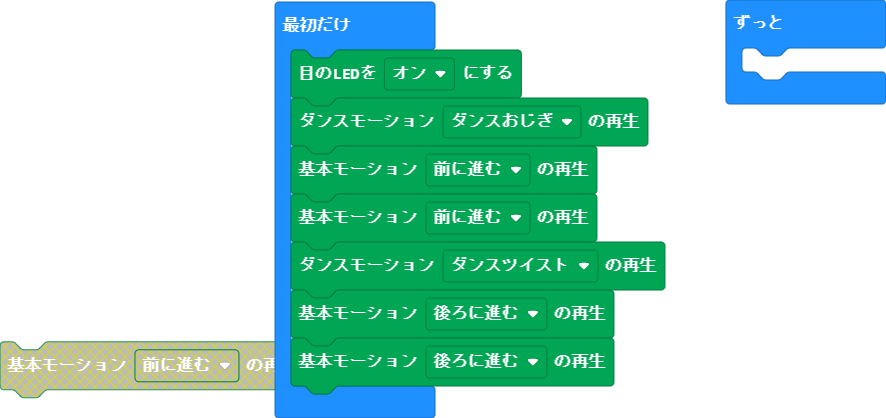 最初だけ
ずっと
目のLEDを オン にする
ダンスモーション ダンスおじぎ の再生
基本モーション 前に進む の再生
基本モーション 前に進む の再生
ダンスモーション ダンスツイスト の再生
基本モーション 後ろに進む の再生
基本モーション 後ろに進む の再生
基本モーション 前に進む の再